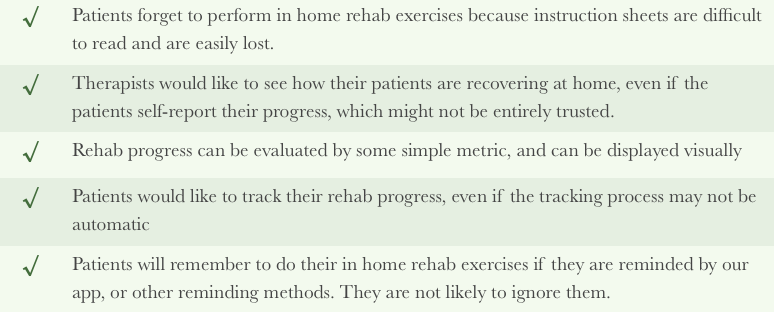 √ Patients forget to perform in home rehab exercises because instruction sheets are difficult
to read and are easily lost.
√ Therapists would like to see how their patients are recovering at home, even if the
patients self-report their progress, which might not be entirely trusted.
√ Rehab progress can be evaluated by some simple metric, and can be displayed visually
√ Patients would like to track their rehab progress, even if the tracking process may not be
automatic
√ Patients will remember to do their in home rehab exercises if they are reminded by our
app, or other reminding methods. They are not likely to ignore them.